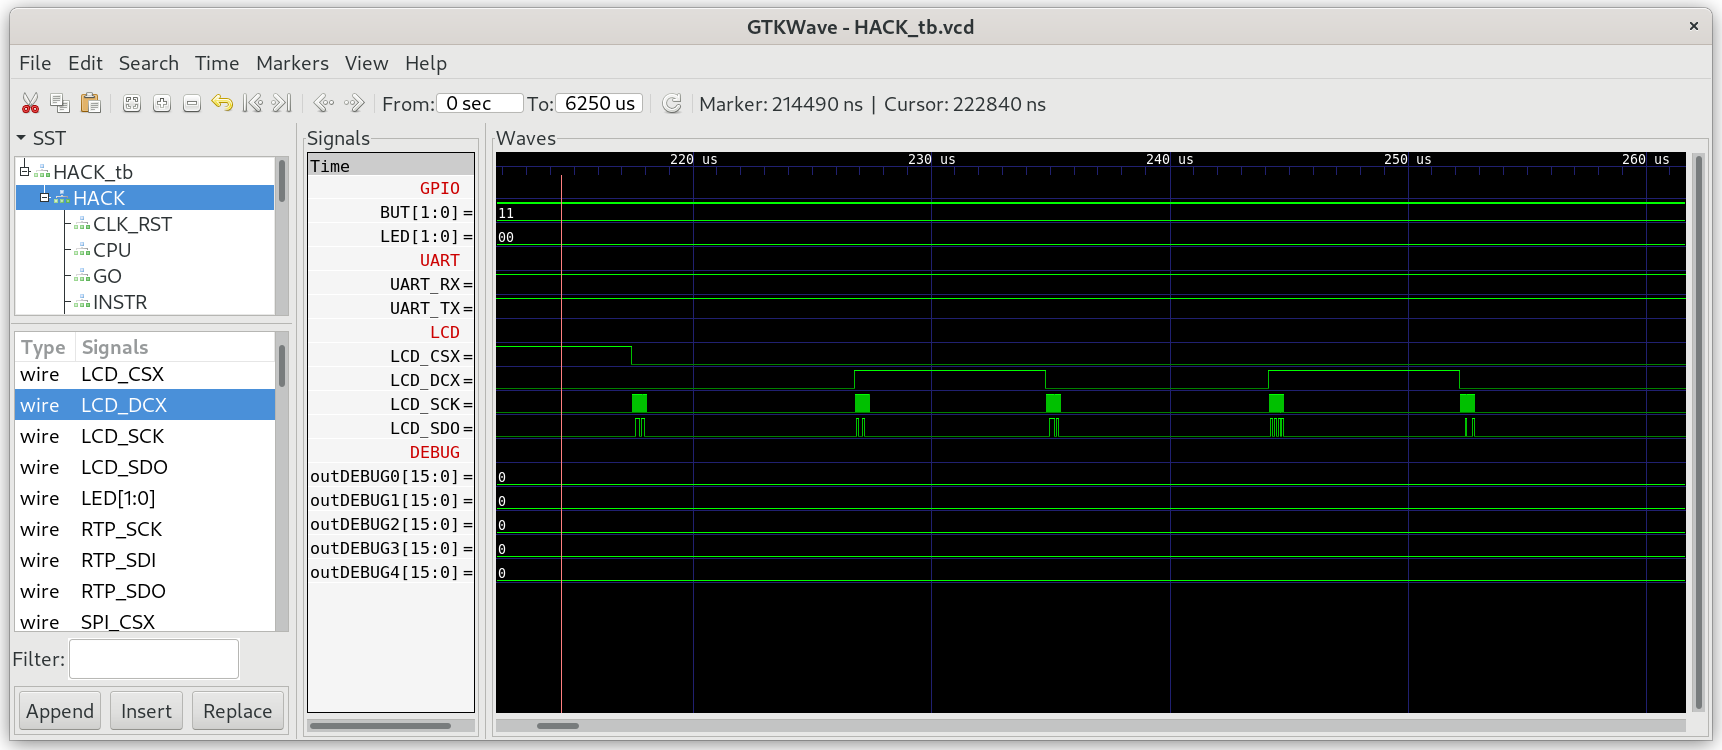 GTKWave - HACK_tb.vcd
×
File Edit Search Time Markers View Help
From: 0 sec To: 6250 us Marker: 214490 ns | Cursor: 222840 ns
SST
HACK_tb
HACK
CLK_RST
CPU
GO
INSTR
Type Signals
wire LCD_CSX
wire LCD_DCX
wire LCD_SCK
wire LCD_SDO
wire LED[1:0]
wire RTP_SCK
wire RTP_SDI
wire RTP_SDO
wire SPI_CSX
Filter:
Append Insert Replace
Signals
Time
GPIO
BUT[1:0]=
LED[1:0]=
UART
UART_RX=
UART_TX=
LCD
LCD_CSX=
LCD_DCX=
LCD_SCK=
LCD_SDO=
DEBUG
outDEBUG0[15:0]=
outDEBUG1[15:0]=
outDEBUG2[15:0]=
outDEBUG3[15:0]=
outDEBUG4[15:0]=
Waves
220 us 230 us 240 us 250 us 260 us
11
00
0
0
0
0
0